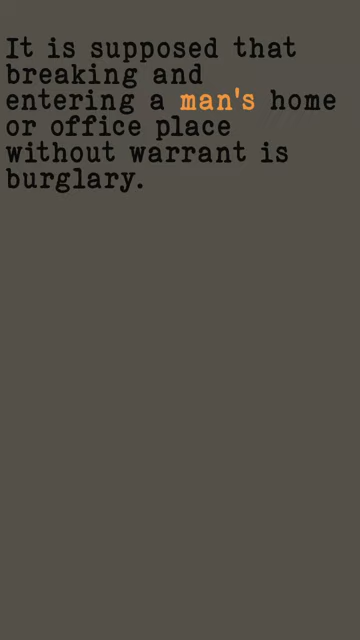 It is supposed that
breaking and
entering a man's home
or office place
without warrant is
burglary.